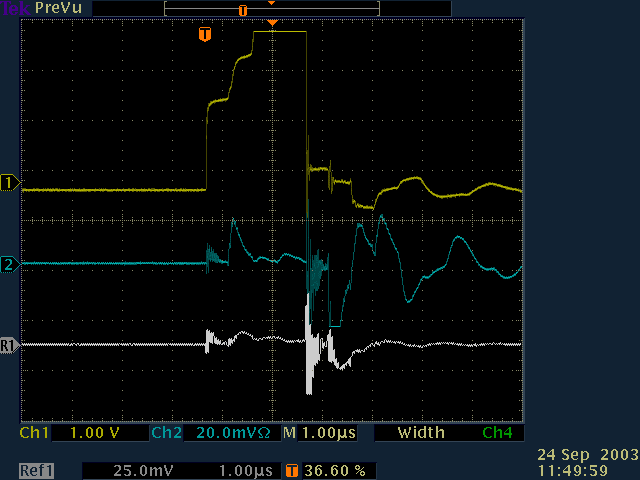 Tek PreVu
T
T
1
2
R1
Ch1 1.00 V Ch2 20.0mVΩ M 1.00µs Width Ch4
Ref1 25.0mV 1.00µs T 36.60 %
24 Sep 2003
11:49:59